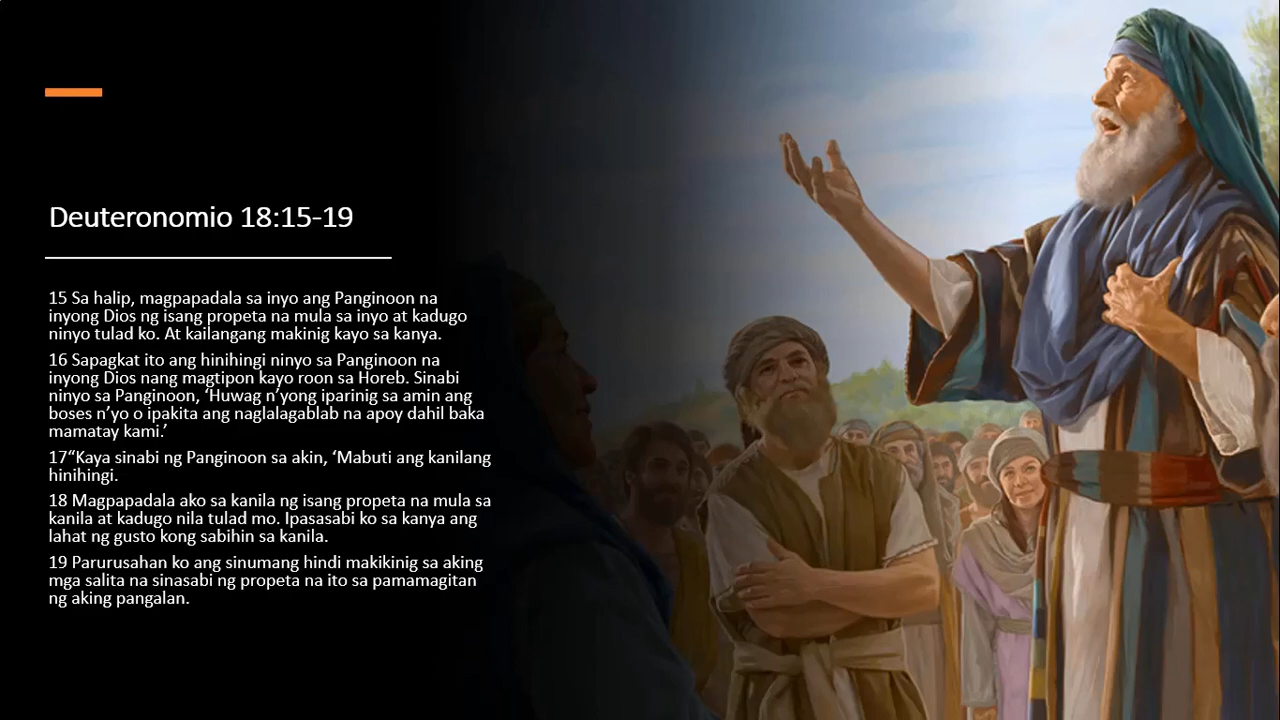 Deuteronomio 18:15-19
15 Sa halip, magpapadala sa inyo ang Panginoon na
inyong Dios ng isang propeta na mula sa inyo at kadugo
ninyo tulad ko. At kailangang makinig kayo sa kanya.
16 Sapagkat ito ang hinihingi ninyo sa Panginoon na
inyong Dios nang magtipon kayo roon sa Horeb. Sinabi
ninyo sa Panginoon, ‘Huwag n’yong iparinig sa amin ang
boses n’yo o ipakita ang naglalagablab na apoy dahil baka
mamatay kami.’
17“Kaya sinabi ng Panginoon sa akin, ‘Mabuti ang kanilang
hinihingi.
18 Magpapadala ako sa kanila ng isang propeta na mula sa
kanila at kadugo nila tulad mo. Ipasasabi ko sa kanya ang
lahat ng gusto kong sabihin sa kanila.
19 Parurusahan ko ang sinumang hindi makikinig sa aking
mga salita na sinasabi ng propeta na ito sa pamamagitan
ng aking pangalan.